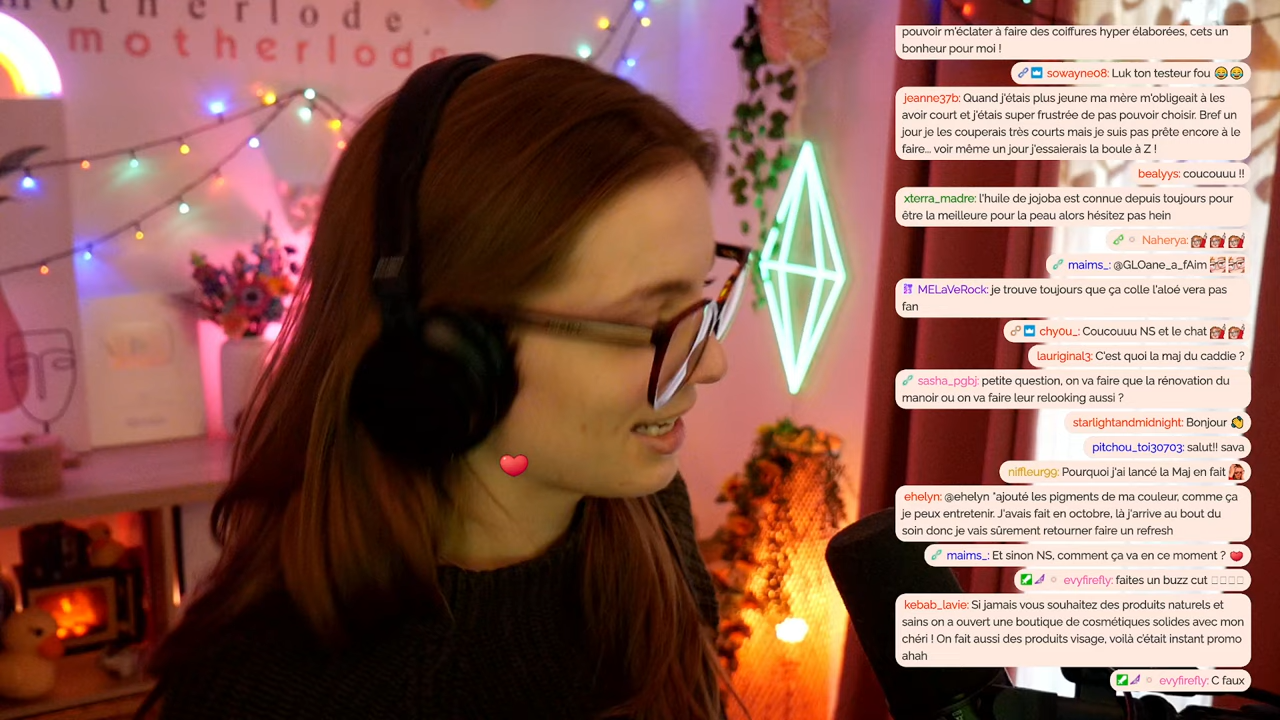 motherlode.
motherlode
pouvoir m'éclater à faire des coiffures hyper élaborées, cets un
bonheur pour moi !
sowayne08: Luk ton testeur fou 😂😂
jeanne37b: Quand j'étais plus jeune ma mère m'obligeait à les
avoir court et j'étais super frustrée de pas pouvoir choisir. Bref un
jour je les couperais très courts mais je suis pas prête encore à le
faire... voir même un jour j'essaierais la boule à Z !
bealyys: coucouuu !!
xterra_madre: l'huile de jojoba est connue depuis toujours pour
être la meilleure pour la peau alors hésitez pas hein
Naherya:
maims_: @GLOane_a_fAim
MELaVeRock: je trouve toujours que ça colle l'aloé vera pas
fan
chy0u_: Coucouuu NS et le chat
lauriginal3: C'est quoi la maj du caddie ?
sasha_pgbj: petite question, on va faire que la rénovation du
manoir ou on va faire leur relooking aussi ?
starlightandmidnight: Bonjour
pitchou_toi30703: salut!! sava
niffleur99: Pourquoi j'ai lancé la Maj en fait
ehelyn: @ehelyn *ajouté les pigments de ma couleur, comme ça
je peux entretenir. J'avais fait en octobre, là j'arrive au bout du
soin donc je vais sûrement retourner faire un refresh
maims_: Et sinon NS, comment ça va en ce moment ? ❤️
evyfirefly: faites un buzz cut □□□□
kebab_lavie: Si jamais vous souhaitez des produits naturels et
sains on a ouvert une boutique de cosmétiques solides avec mon
chéri ! On fait aussi des produits visage, voilà c'était instant promo
ahah
evyfirefly: C faux